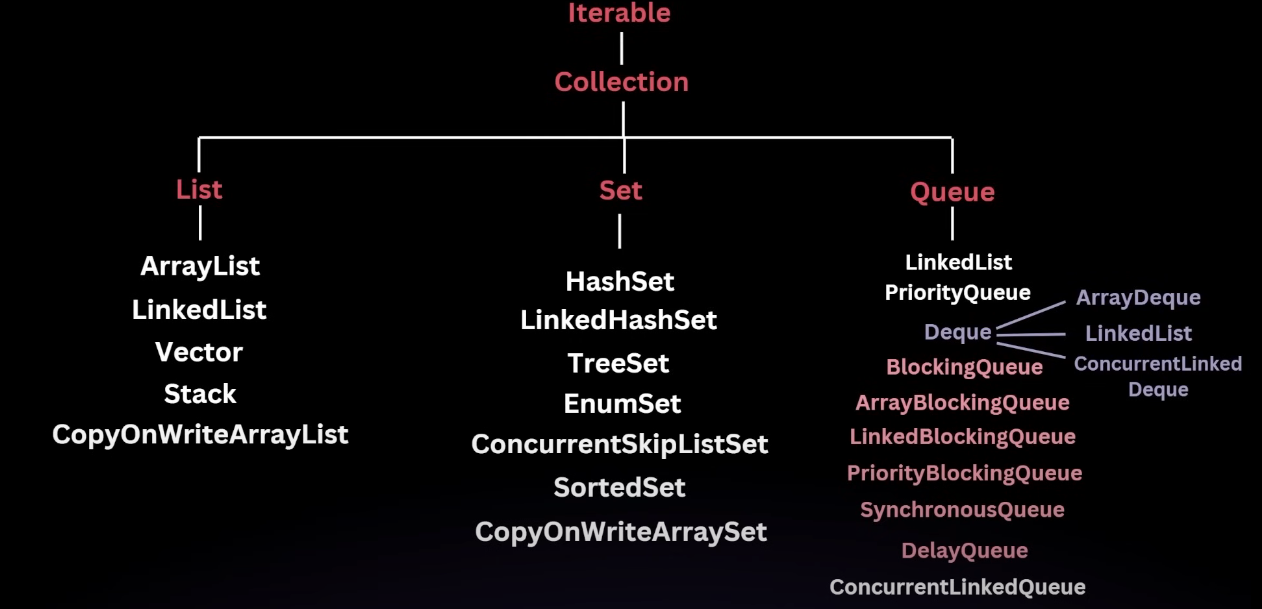 Iterable
Collection
List
Set
Queue
ArrayList
LinkedList
Vector
Stack
CopyOnWriteArrayList
HashSet
LinkedHashSet
TreeSet
EnumSet
ConcurrentSkipListSet
SortedSet
CopyOnWriteArraySet
LinkedList
PriorityQueue
Deque
ArrayDeque
LinkedList
ConcurrentLinked
Deque
BlockingQueue
ArrayBlockingQueue
LinkedBlockingQueue
PriorityBlockingQueue
SynchronousQueue
DelayQueue
ConcurrentLinkedQueue